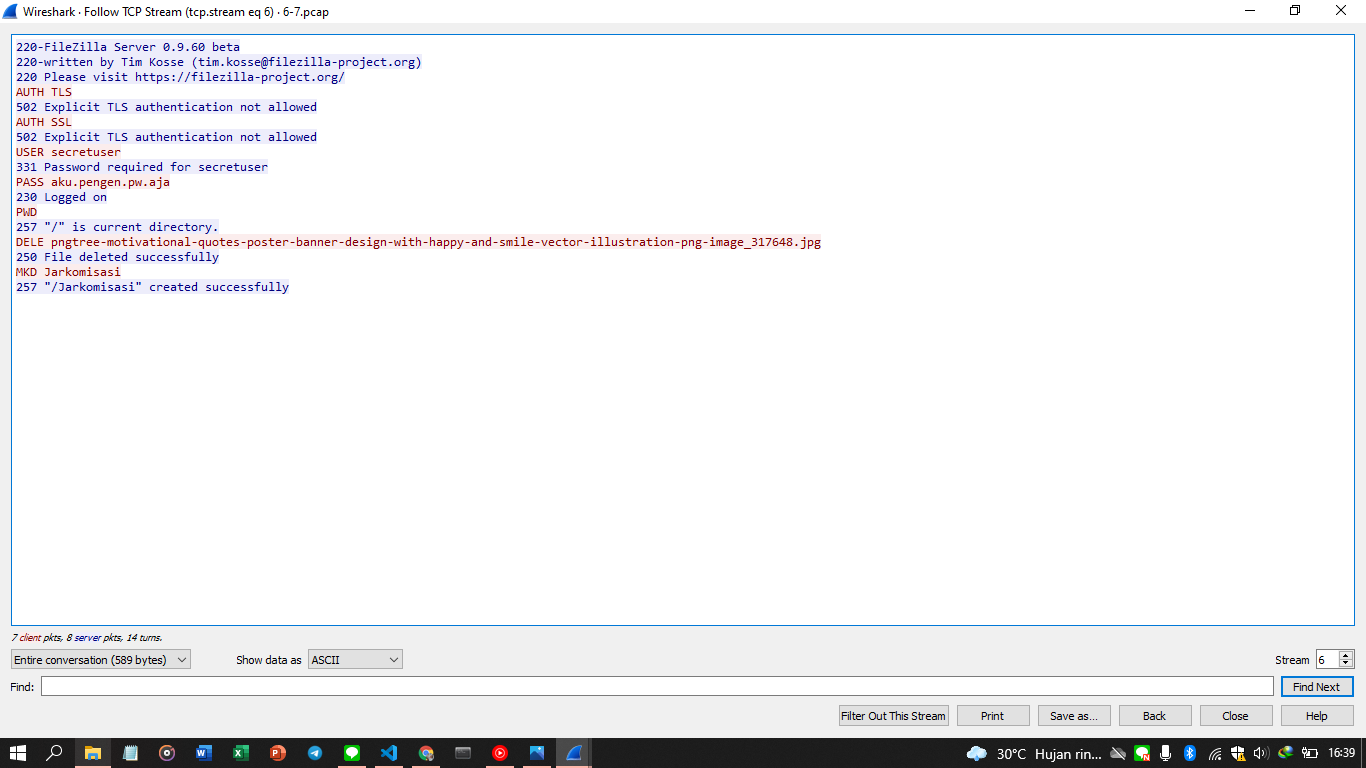 Wireshark · Follow TCP Stream (tcp.stream eq 6) · 6-7.pcap
220-FileZilla Server 0.9.60 beta
220-written by Tim Kosse (tim.kosse@filezilla-project.org)
220 Please visit https://filezilla-project.org/
AUTH TLS
502 Explicit TLS authentication not allowed
AUTH SSL
502 Explicit TLS authentication not allowed
USER secretuser
331 Password required for secretuser
PASS aku.pengen.pw.aja
230 Logged on
PWD
257 "/" is current directory.
DELE pngtree-motivational-quotes-poster-banner-design-with-happy-and-smile-vector-illustration-png-image_317648.jpg
250 File deleted successfully
MKD Jarkomisasi
257 "/Jarkomisasi" created successfully
7 client pkts, 8 server pkts, 14 turns.
Entire conversation (589 bytes) Show data as ASCII Stream 6
Find: Find Next
Filter Out This Stream Print Save as... Back Close Help
30°C Hujan rin... 16:39